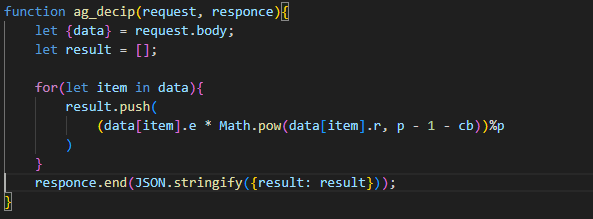 function ag_decip(request, responce){
    let {data} = request.body;
    let result = [];

    for(let item in data){
        result.push(
            (data[item].e * Math.pow(data[item].r, p - 1 - cb))%p
        )
    }
    responce.end(JSON.stringify({result: result}));
}